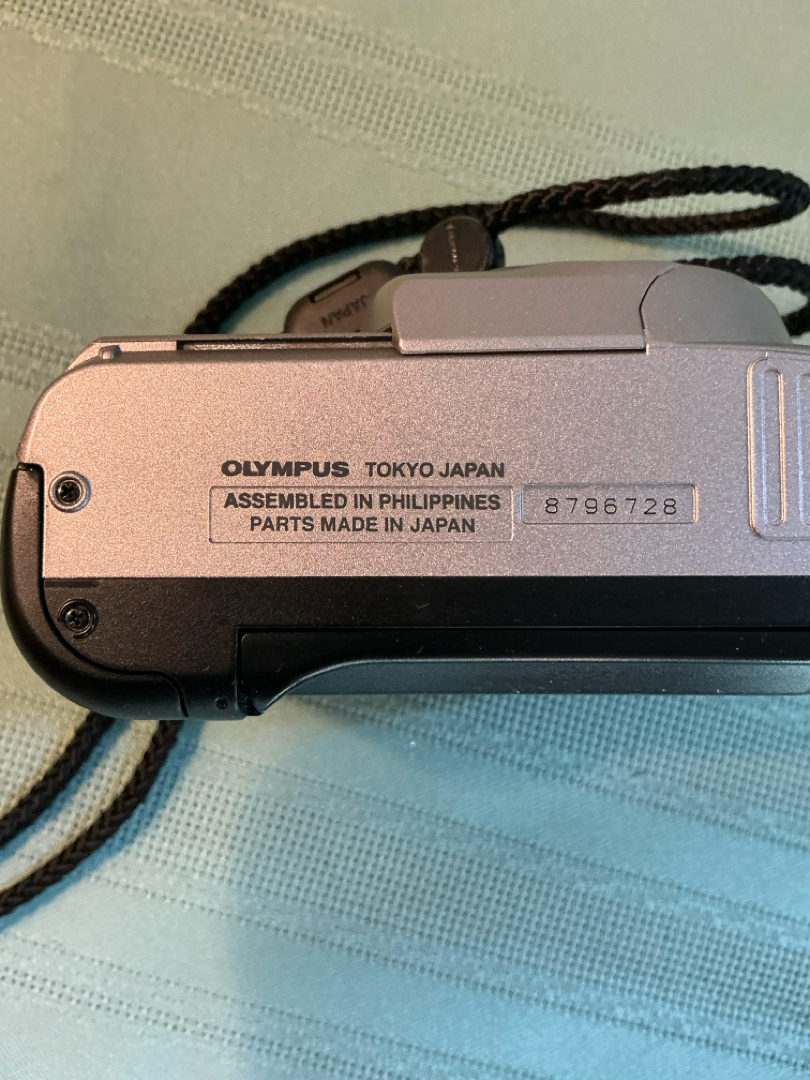 JAPAN
OLYMPUS TOKYO JAPAN
ASSEMBLED IN PHILIPPINES
PARTS MADE IN JAPAN
8796728